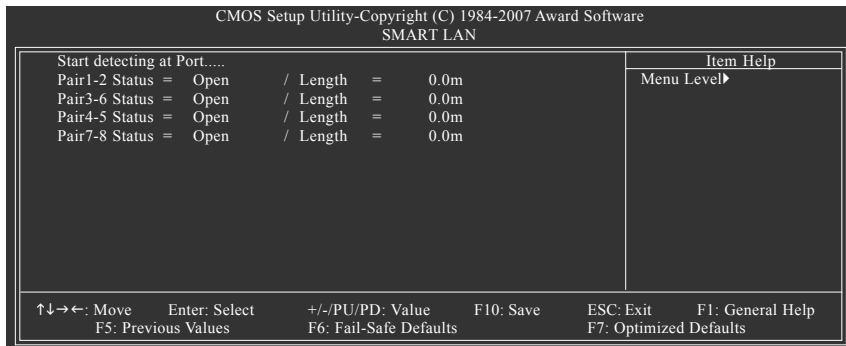 CMOS Setup Utility-Copyright (C) 1984-2007 Award Software
SMART LAN
Start detecting at Port.....
Pair1-2 Status = Open / Length = 0.0m
Pair3-6 Status = Open / Length = 0.0m
Pair4-5 Status = Open / Length = 0.0m
Pair7-8 Status = Open / Length = 0.0m
Item Help
Menu Level▶
↑↓→←: Move Enter: Select +/-/PU/PD: Value F10: Save ESC: Exit F1: General Help
F5: Previous Values F6: Fail-Safe Defaults F7: Optimized Defaults